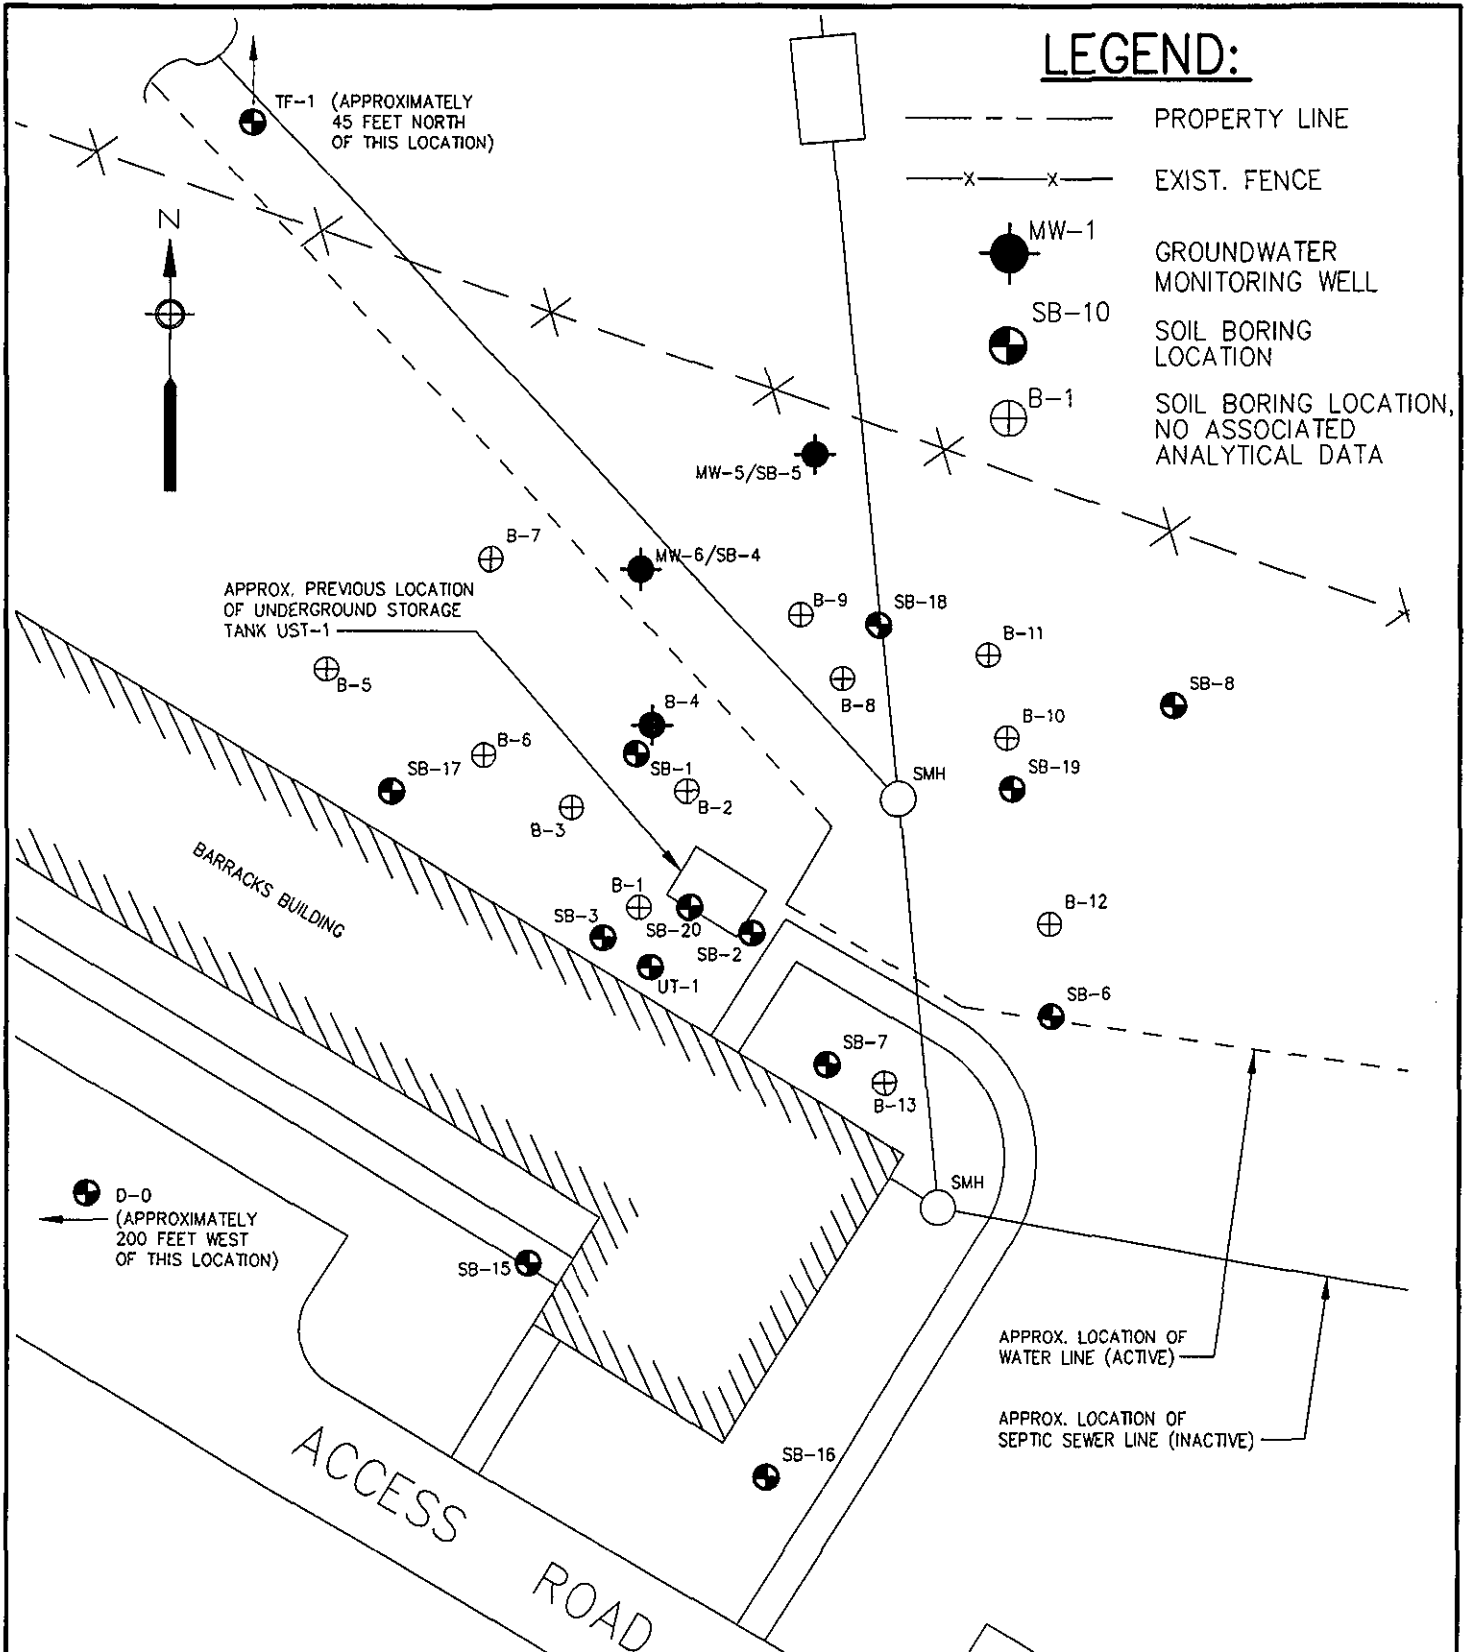 LEGEND:
PROPERTY LINE
X X
EXIST. FENCE
MW-1
GROUNDWATER
MONITORING WELL
SB-10
SOIL BORING
LOCATION
B-1
SOIL BORING LOCATION,
NO ASSOCIATED
ANALYTICAL DATA
TF-1 (APPROXIMATELY
45 FEET NORTH
OF THIS LOCATION)
N
MW-5/SB-5
B-7
MW-6/SB-4
APPROX. PREVIOUS LOCATION
OF UNDERGROUND STORAGE
TANK UST-1
B-9
SB-18
B-11
B-5
B-8
SB-8
B-4
B-10
B-6
SB-1
SB-17
SMH
SB-19
B-2
B-3
BARRACKS BUILDING
B-1
SB-3
SB-20
SB-2
B-12
UT-1
SB-6
SB-7
B-13
SMH
D-0
(APPROXIMATELY
200 FEET WEST
OF THIS LOCATION)
SB-15
APPROX. LOCATION OF
WATER LINE (ACTIVE)
APPROX. LOCATION OF
SEPTIC SEWER LINE (INACTIVE)
SB-16
ACCESS ROAD